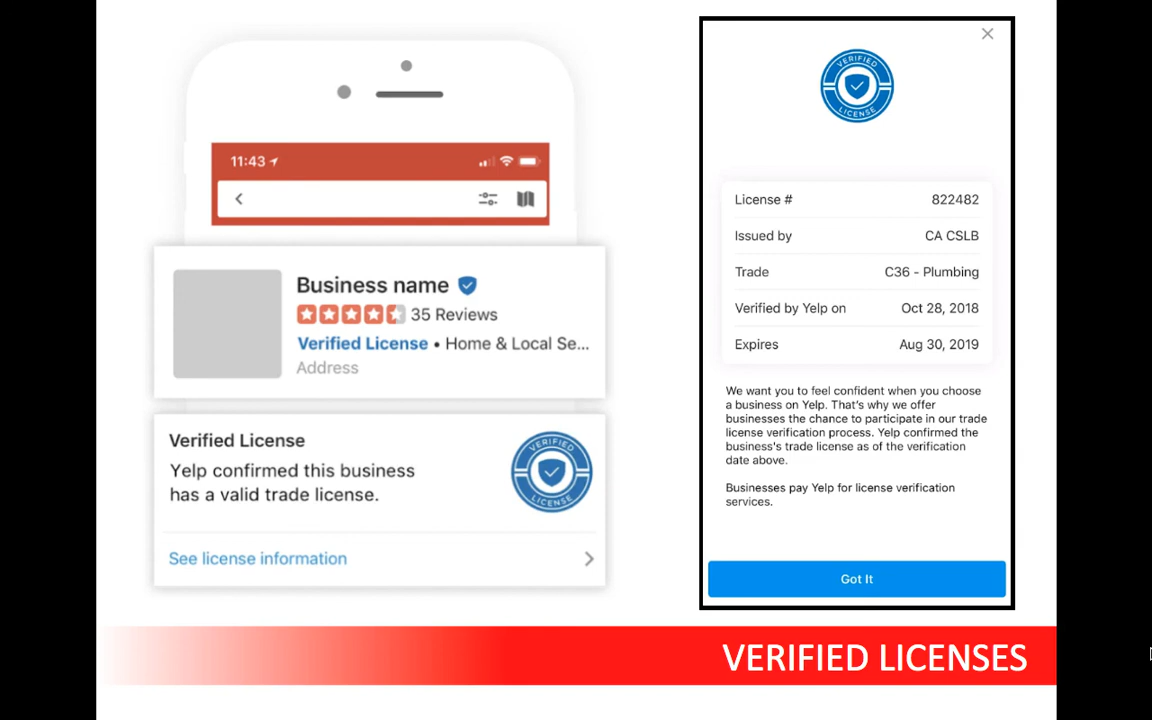 11:43
Business name
35 Reviews
Verified License • Home & Local Se...
Address
Verified License
Yelp confirmed this business
has a valid trade license.
VERIFIED
LICENSE
See license information
VERIFIED
LICENSE
License # 822482
Issued by CA CSLB
Trade C36 - Plumbing
Verified by Yelp on Oct 28, 2018
Expires Aug 30, 2019
We want you to feel confident when you choose
a business on Yelp. That's why we offer
businesses the chance to participate in our trade
license verification process. Yelp confirmed the
business's trade license as of the verification
date above.
Businesses pay Yelp for license verification
services.
Got It
VERIFIED LICENSES